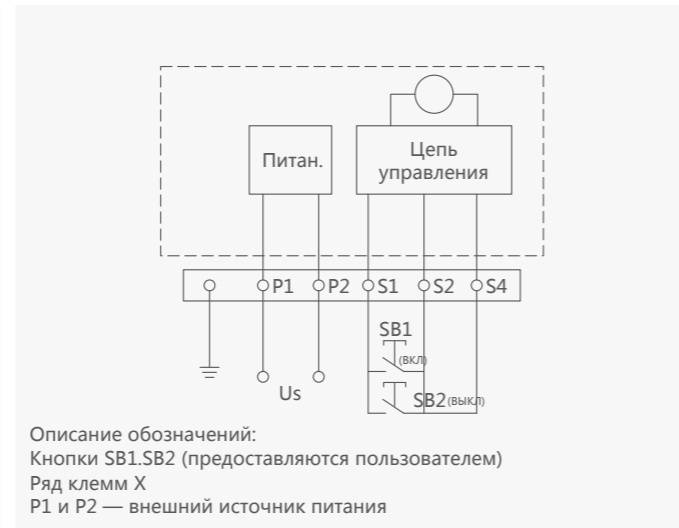 Питан.
Цепь
управления
P1 P2 S1 S2 S4
SB1
(ВКЛ)
Us
SB2(ВЫКЛ)
Описание обозначений:
Кнопки SB1.SB2 (предоставляются пользователем)
Ряд клемм X
P1 и P2 — внешний источник питания